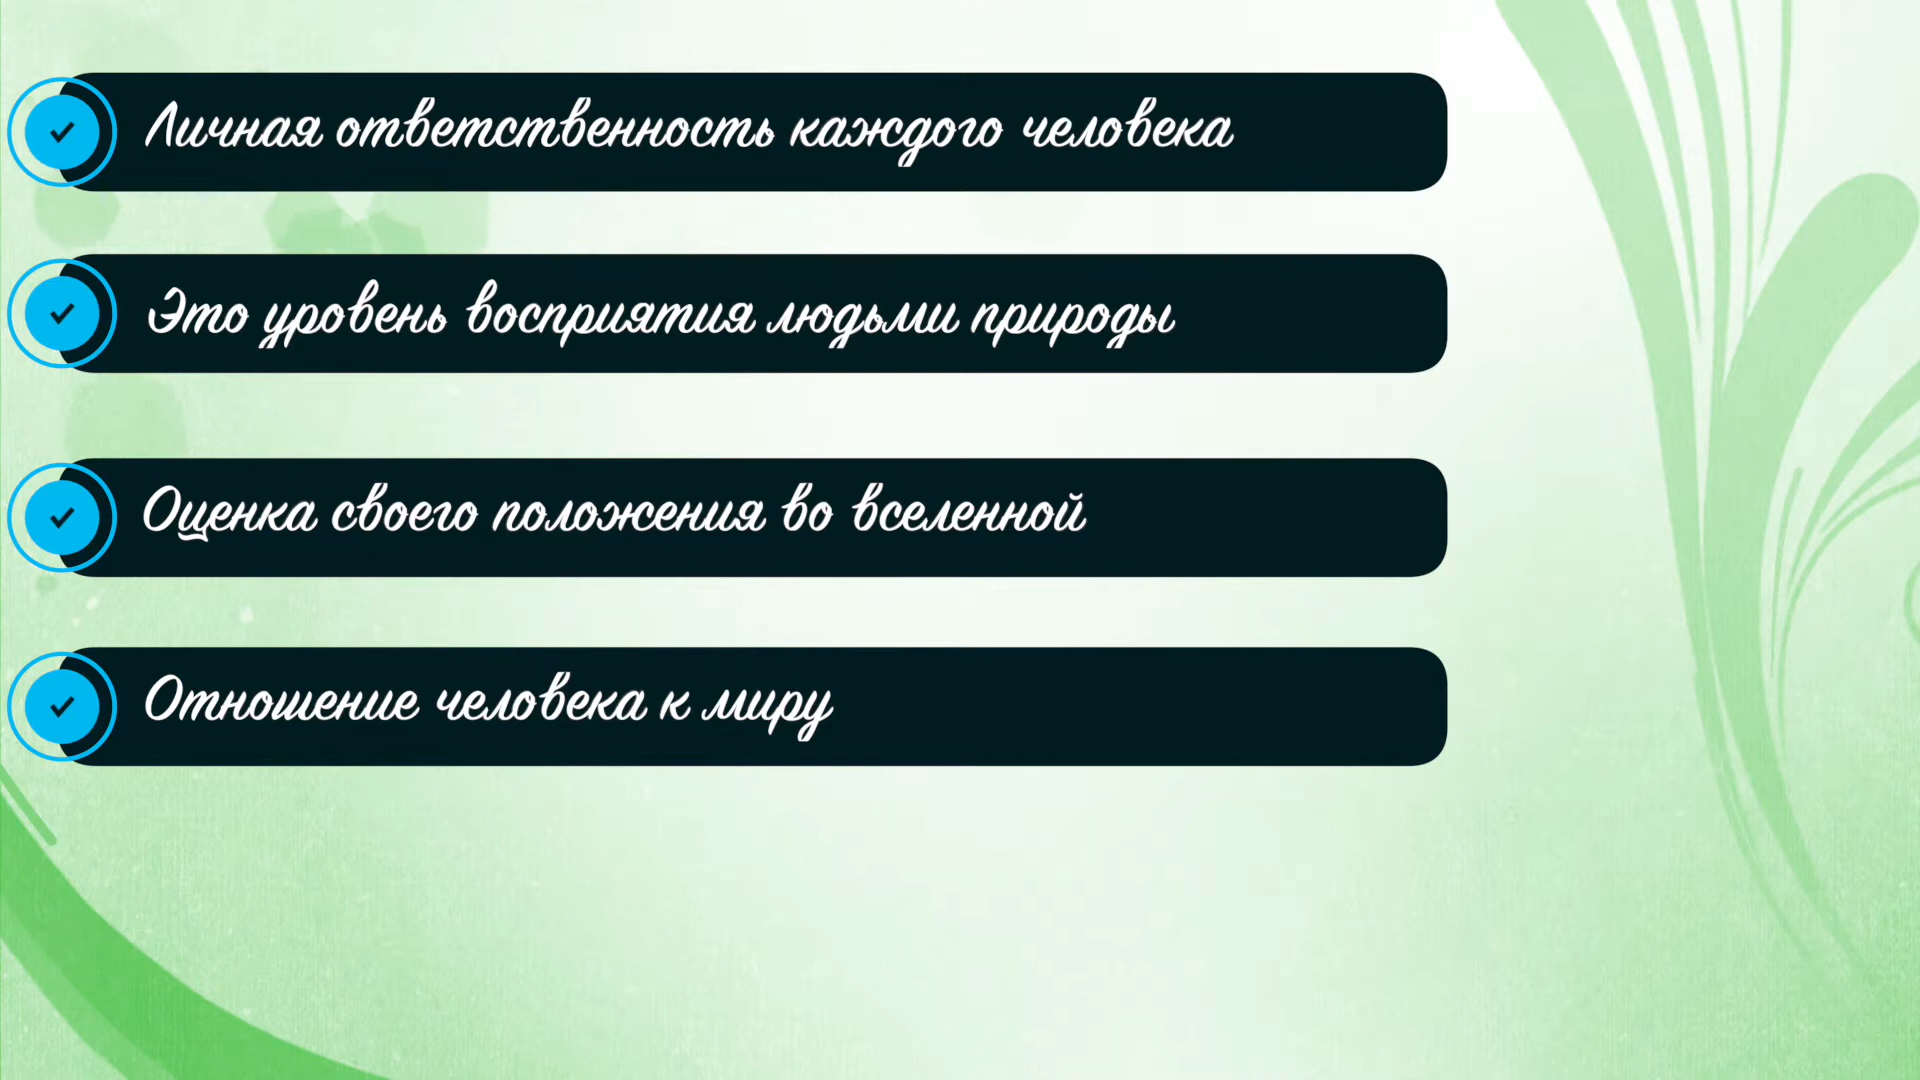 Личная ответственность каждого человека
Это уровень восприятия людьми природы
Оценка своего положения во вселенной
Отношение человека к миру